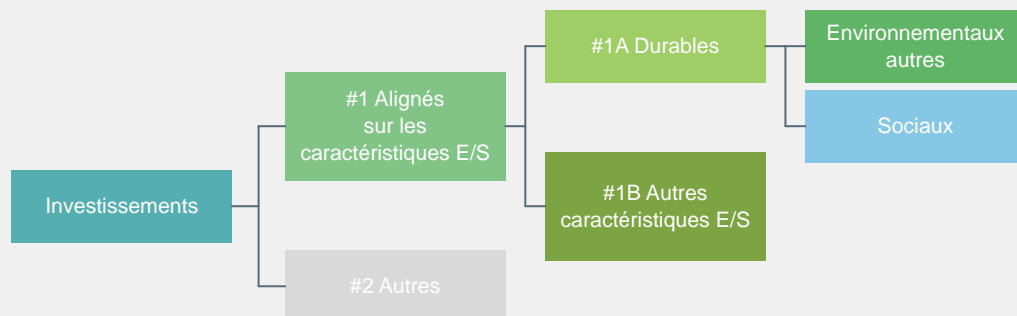 Investissements
#1 Alignés
sur les
caractéristiques E/S
#2 Autres
#1A Durables
#1B Autres
caractéristiques E/S
Environnementaux
autres
Sociaux